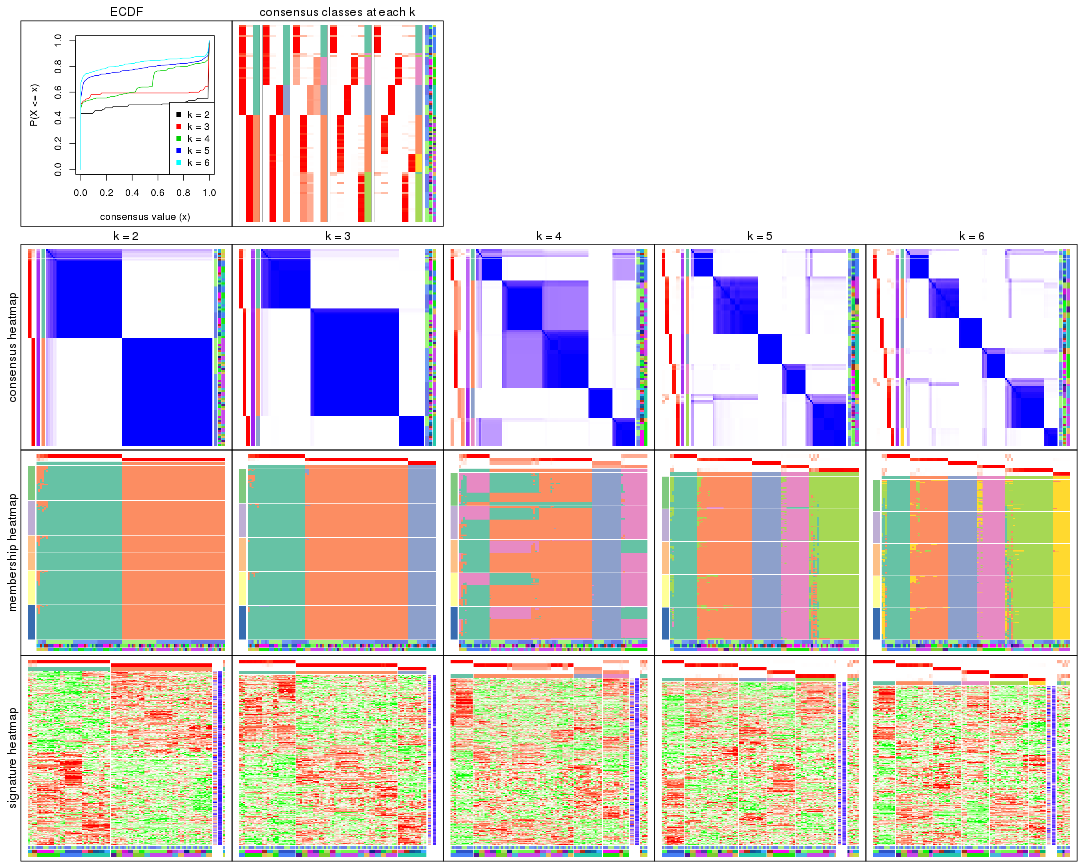 ECDF
consensus classes at each k
P(X <= x)
0.0 0.2 0.4 0.6 0.8 1.0
k = 2
k = 3
k = 4
k = 5
k = 6
0.0 0.2 0.4 0.6 0.8 1.0
consensus value (x)
k = 2
k = 3
k = 4
k = 5
k = 6
consensus heatmap
membership heatmap
signature heatmap